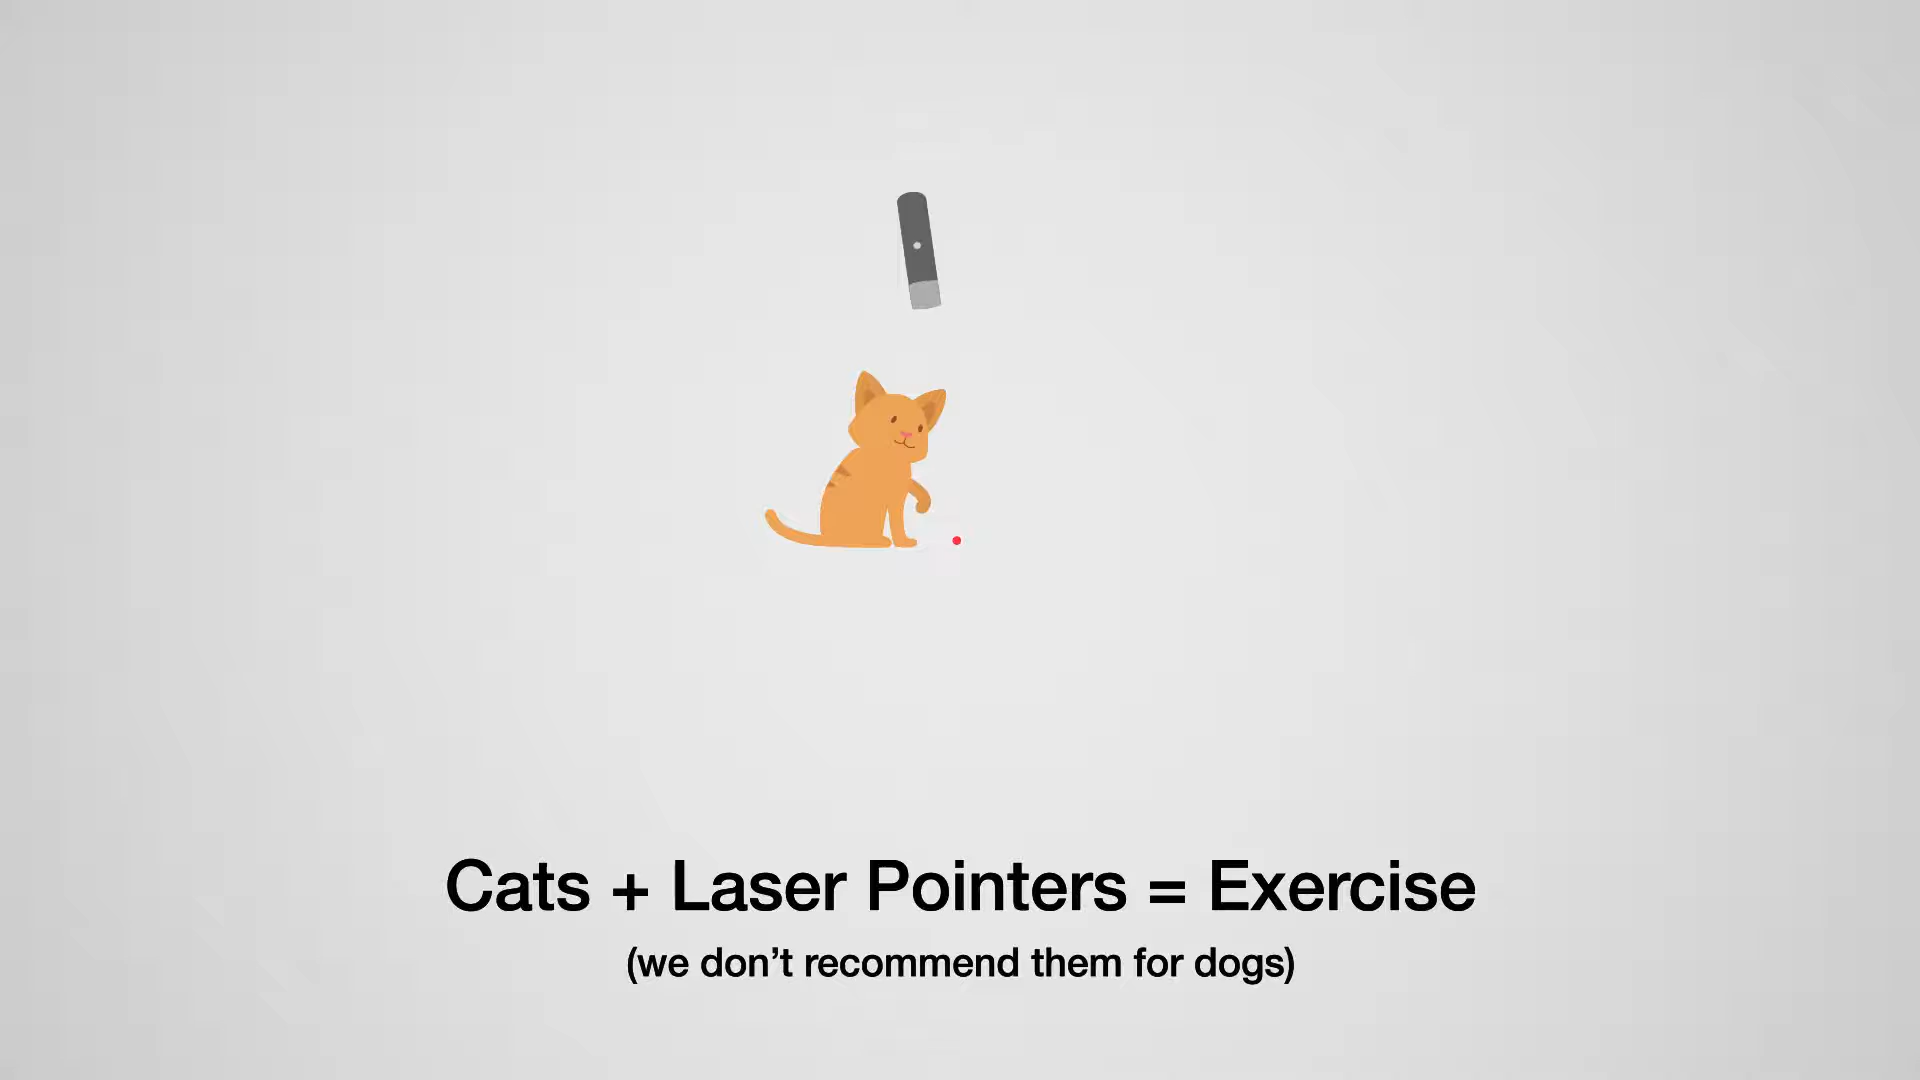 Cats + Laser Pointers = Exercise
(we don’t recommend them for dogs)